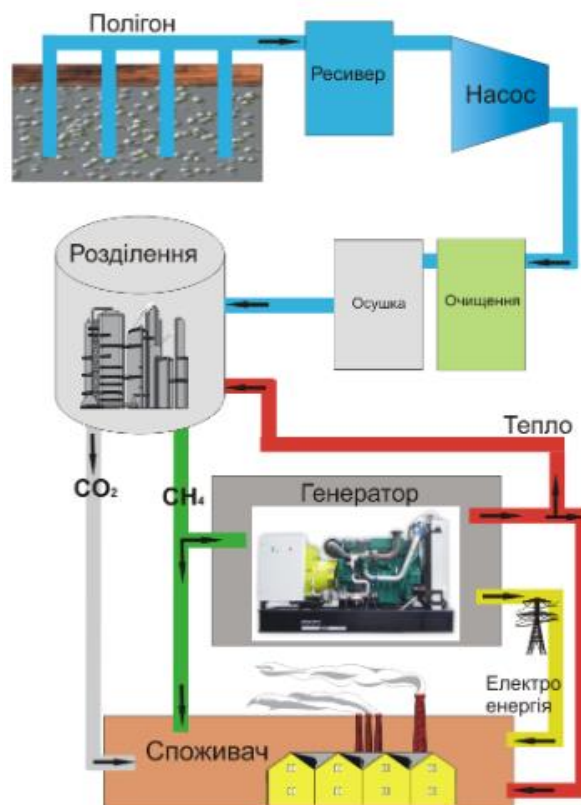 Полігон
Ресивер
Насос
Розділення
Осушка
Очищення
Тепло
CO₂
CH₄
Генератор
Електро
енергія
Споживач